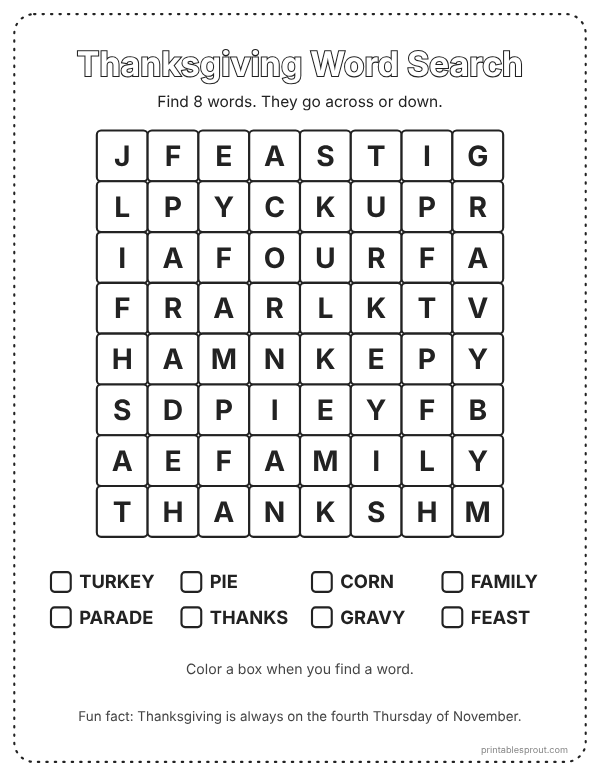 Thanksgiving Word Search
Find 8 words. They go across or down.
J F E A S T I G
L P Y C K U P R
I A F O U R F A
F R A R L K T V
H A M N K E P Y
S D P I E Y F B
A E F A M I L Y
T H A N K S H M
TURKEY PIE CORN FAMILY
PARADE THANKS GRAVY FEAST
Color a box when you find a word.
Fun fact: Thanksgiving is always on the fourth Thursday of November.
printablesprout.com